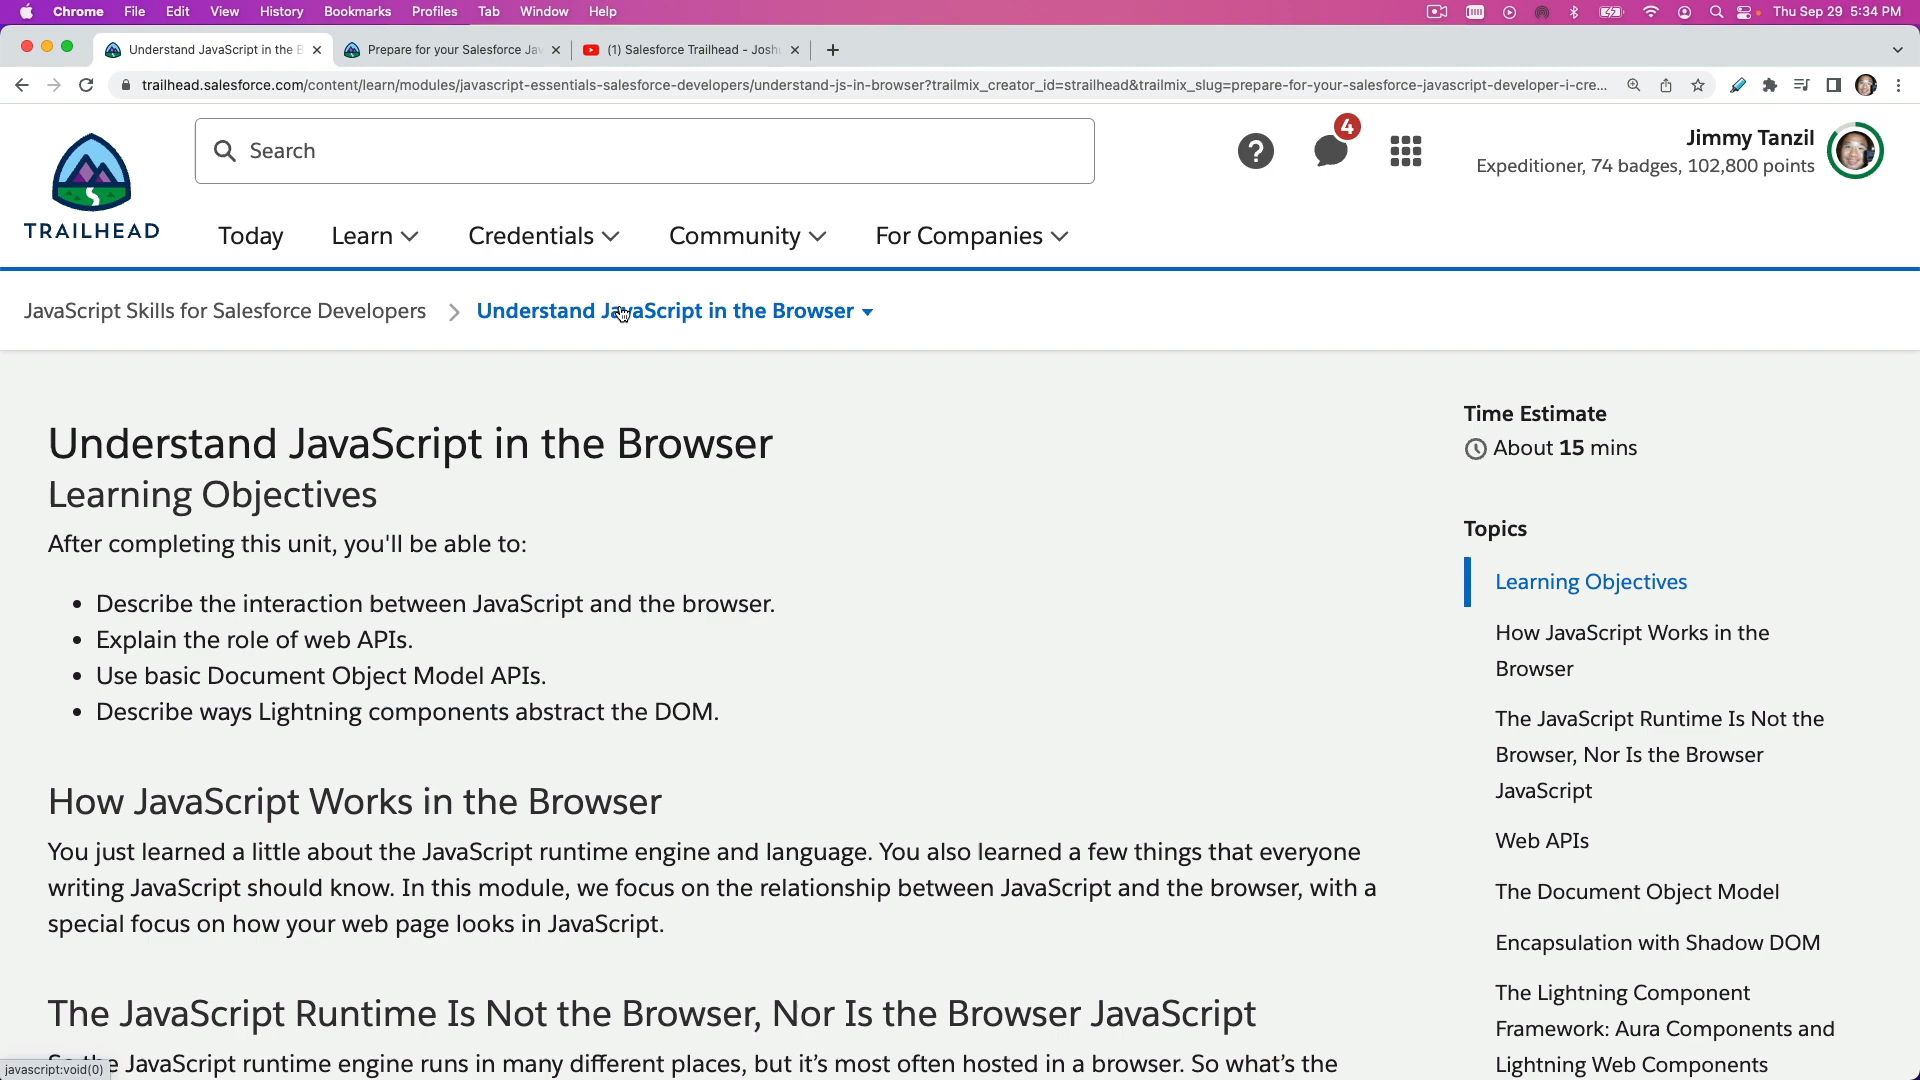 Chrome File Edit View History Bookmarks Profiles Tab Window Help Thu Sep 29 5:34 PM
Understand JavaScript in the B Prepare for your Salesforce Jav (1) Salesforce Trailhead - Josh
trailhead.salesforce.com/content/learn/modules/javascript-essentials-salesforce-developers/understand-js-in-browser?trailmix_creator_id=strailhead&trailmix_slug=prepare-for-your-salesforce-javascript-developer-i-cre...
TRAILHEAD
Search
4
Jimmy Tanzil
Expeditioner, 74 badges, 102,800 points
Today Learn Credentials Community For Companies
JavaScript Skills for Salesforce Developers > Understand JavaScript in the Browser
Understand JavaScript in the Browser
Learning Objectives
After completing this unit, you'll be able to:
• Describe the interaction between JavaScript and the browser.
• Explain the role of web APIs.
• Use basic Document Object Model APIs.
• Describe ways Lightning components abstract the DOM.
How JavaScript Works in the Browser
You just learned a little about the JavaScript runtime engine and language. You also learned a few things that everyone
writing JavaScript should know. In this module, we focus on the relationship between JavaScript and the browser, with a
special focus on how your web page looks in JavaScript.
The JavaScript Runtime Is Not the Browser, Nor Is the Browser JavaScript
So the JavaScript runtime engine runs in many different places, but it’s most often hosted in a browser. So what’s the
javascript:void(0)
Time Estimate
About 15 mins
Topics
Learning Objectives
How JavaScript Works in the
Browser
The JavaScript Runtime Is Not the
Browser, Nor Is the Browser
JavaScript
Web APIs
The Document Object Model
Encapsulation with Shadow DOM
The Lightning Component
Framework: Aura Components and
Lightning Web Components